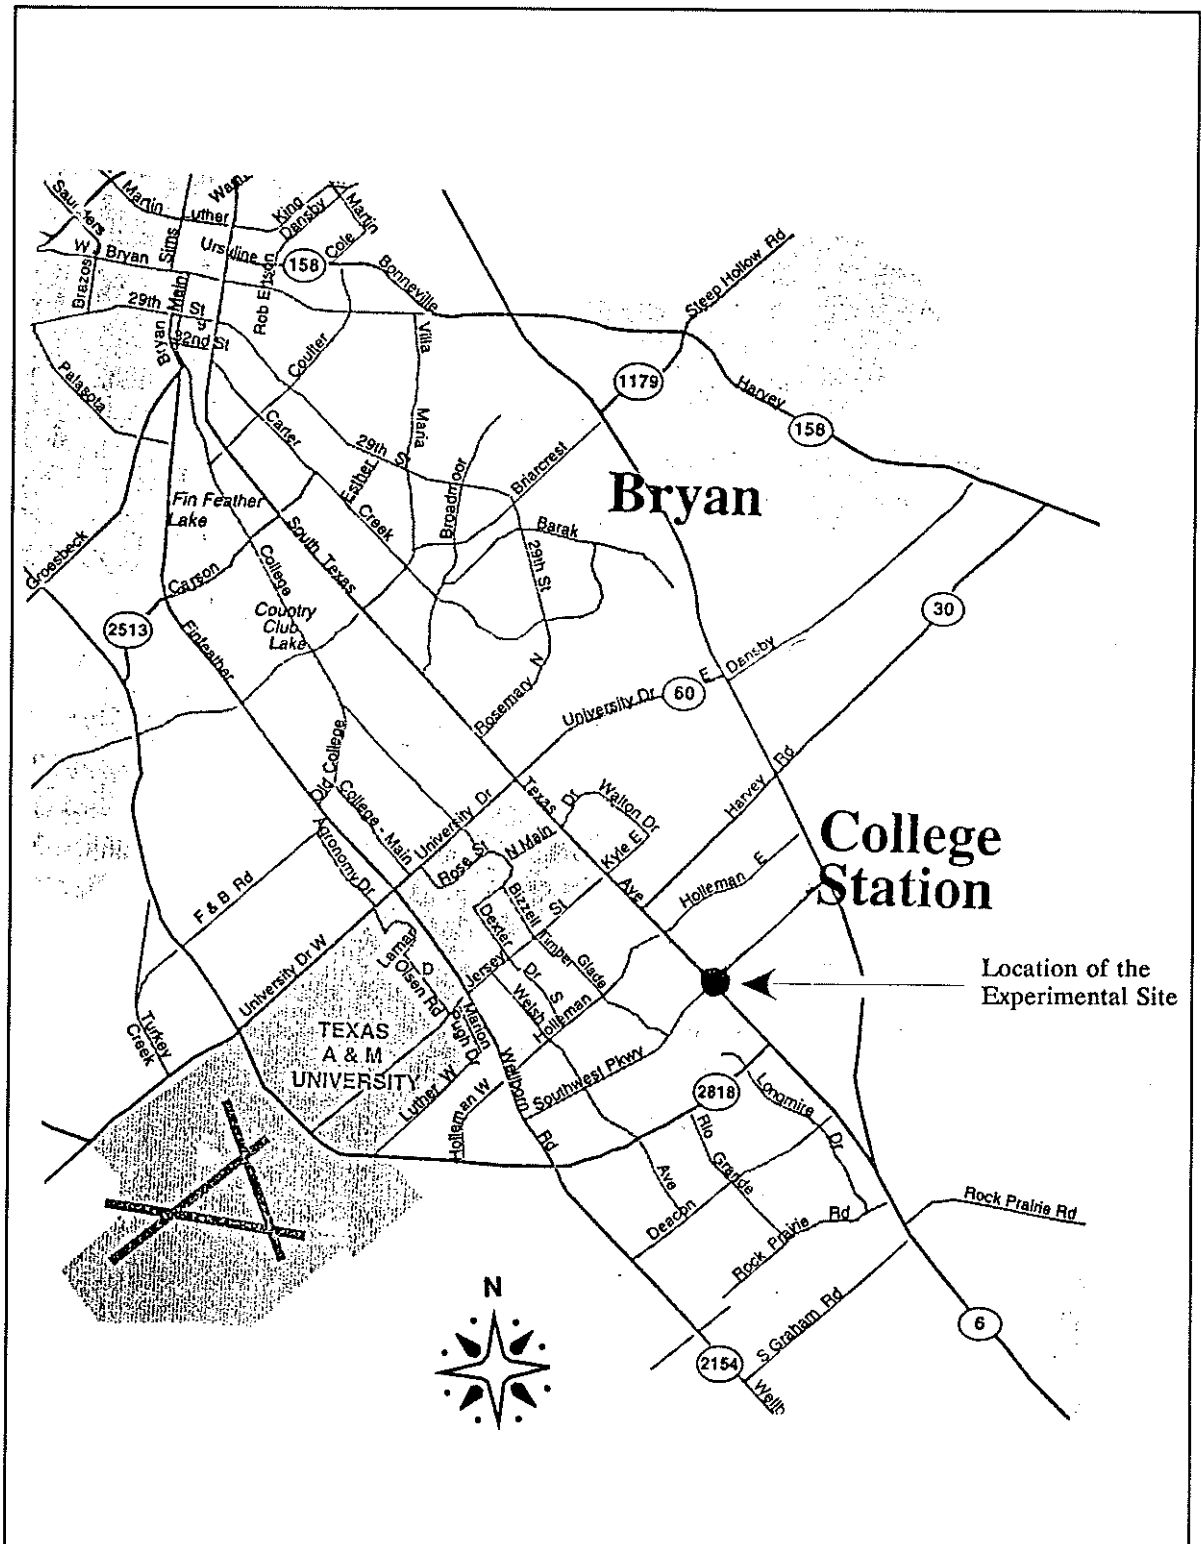 Martin
Luther
King
Dansby
Martin
W Bryan
Sims
Ursuline
158
Cole
Bonneville
Steep Hollow Rd
Brazos
29th St
Main
Bryan
S
32nd St
Villa
Maria
Coulter
1179
Harvey
158
Palasota
Carter
Creek
29th St
Esther
Broadmoor
Briarcrest
Bryan
Fin Feather
Lake
South Texas
Barak
29th St
Groesbeck
Carson
College
Country
Club
Lake
30
2513
Finfeather
Rosemary
N
University Dr
E
60
Dansby
Old College
College - Main
University Dr
Texas
Ave
Dr
Walton Dr
Harvey Rd
College
Station
Agronomy Dr
Rose St
N Main
Kyle E
Holleman E
F & B Rd
Bizzell
Dexter
Dr
S
St
Timber
Glade
Lamar
Olsen Rd
D
Jersey
Welsh
Holleman
Location of the
Experimental Site
University Dr W
Turkey
Creek
TEXAS
A & M
UNIVERSITY
Marion
Pugh Dr
Luther W
Holleman W
Wellborn
Rd
Southwest Pkwy
2818
Longmire
Dr
Rio
Grande
Ave
Deacon
Rock Prairie Rd
Rock Prairie Rd
N
S Graham Rd
6
2154
Wellb